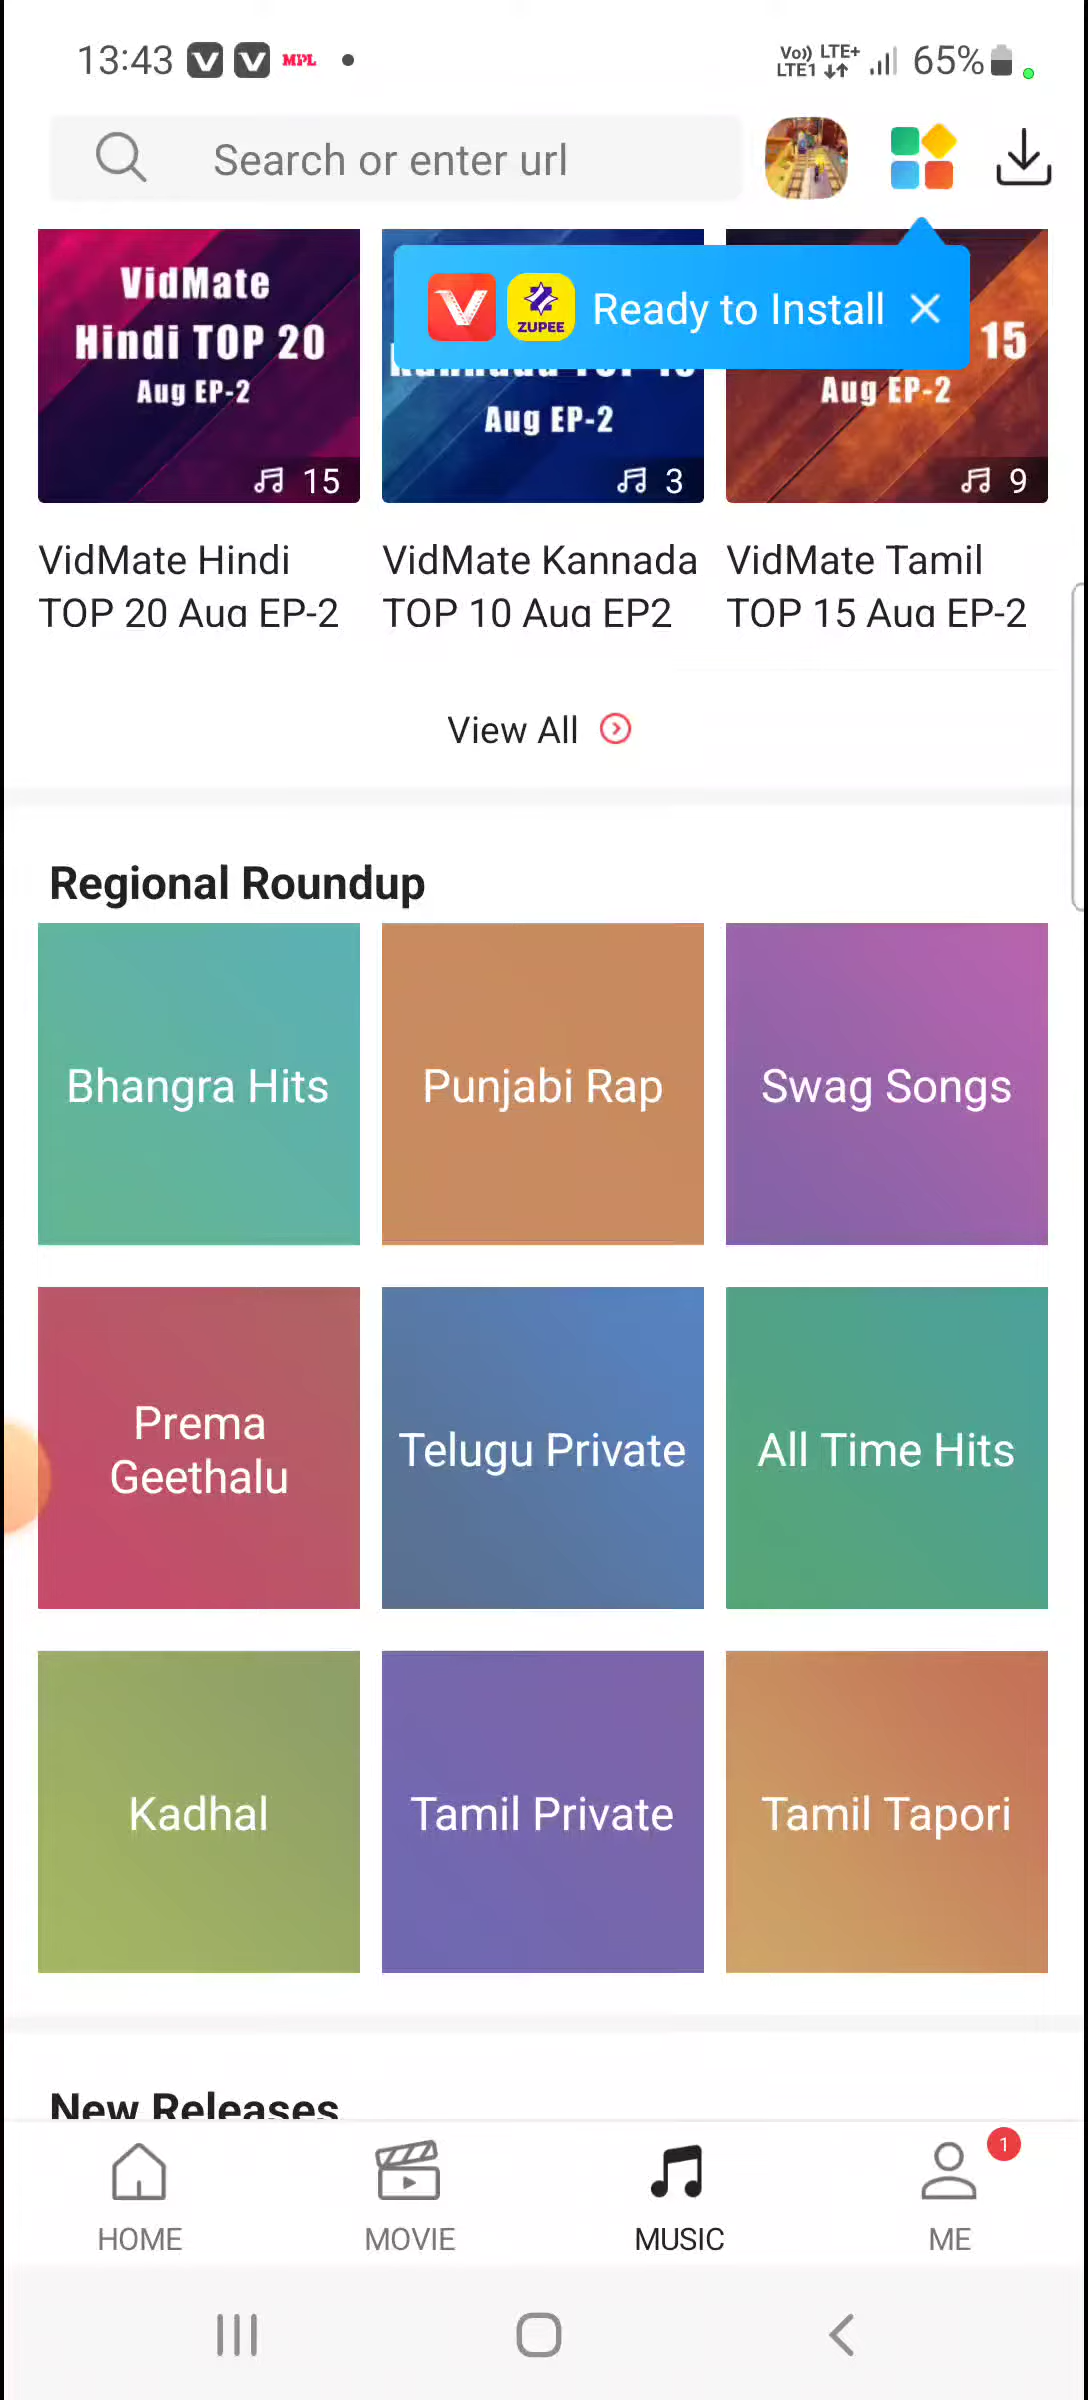 13:43 MPL Vo)) LTE+ LTE1 65%
Search or enter url
VidMate
Hindi TOP 20
Aug EP-2
15
ZUPEE
Ready to Install
Aug EP-2
3
15
Aug EP-2
9
VidMate Hindi
TOP 20 Aug EP-2
VidMate Kannada
TOP 10 Aug EP2
VidMate Tamil
TOP 15 Aug EP-2
View All
Regional Roundup
Bhangra Hits
Punjabi Rap
Swag Songs
Prema
Geethalu
Telugu Private
All Time Hits
Kadhal
Tamil Private
Tamil Tapori
New Releases
1
HOME
MOVIE
MUSIC
ME